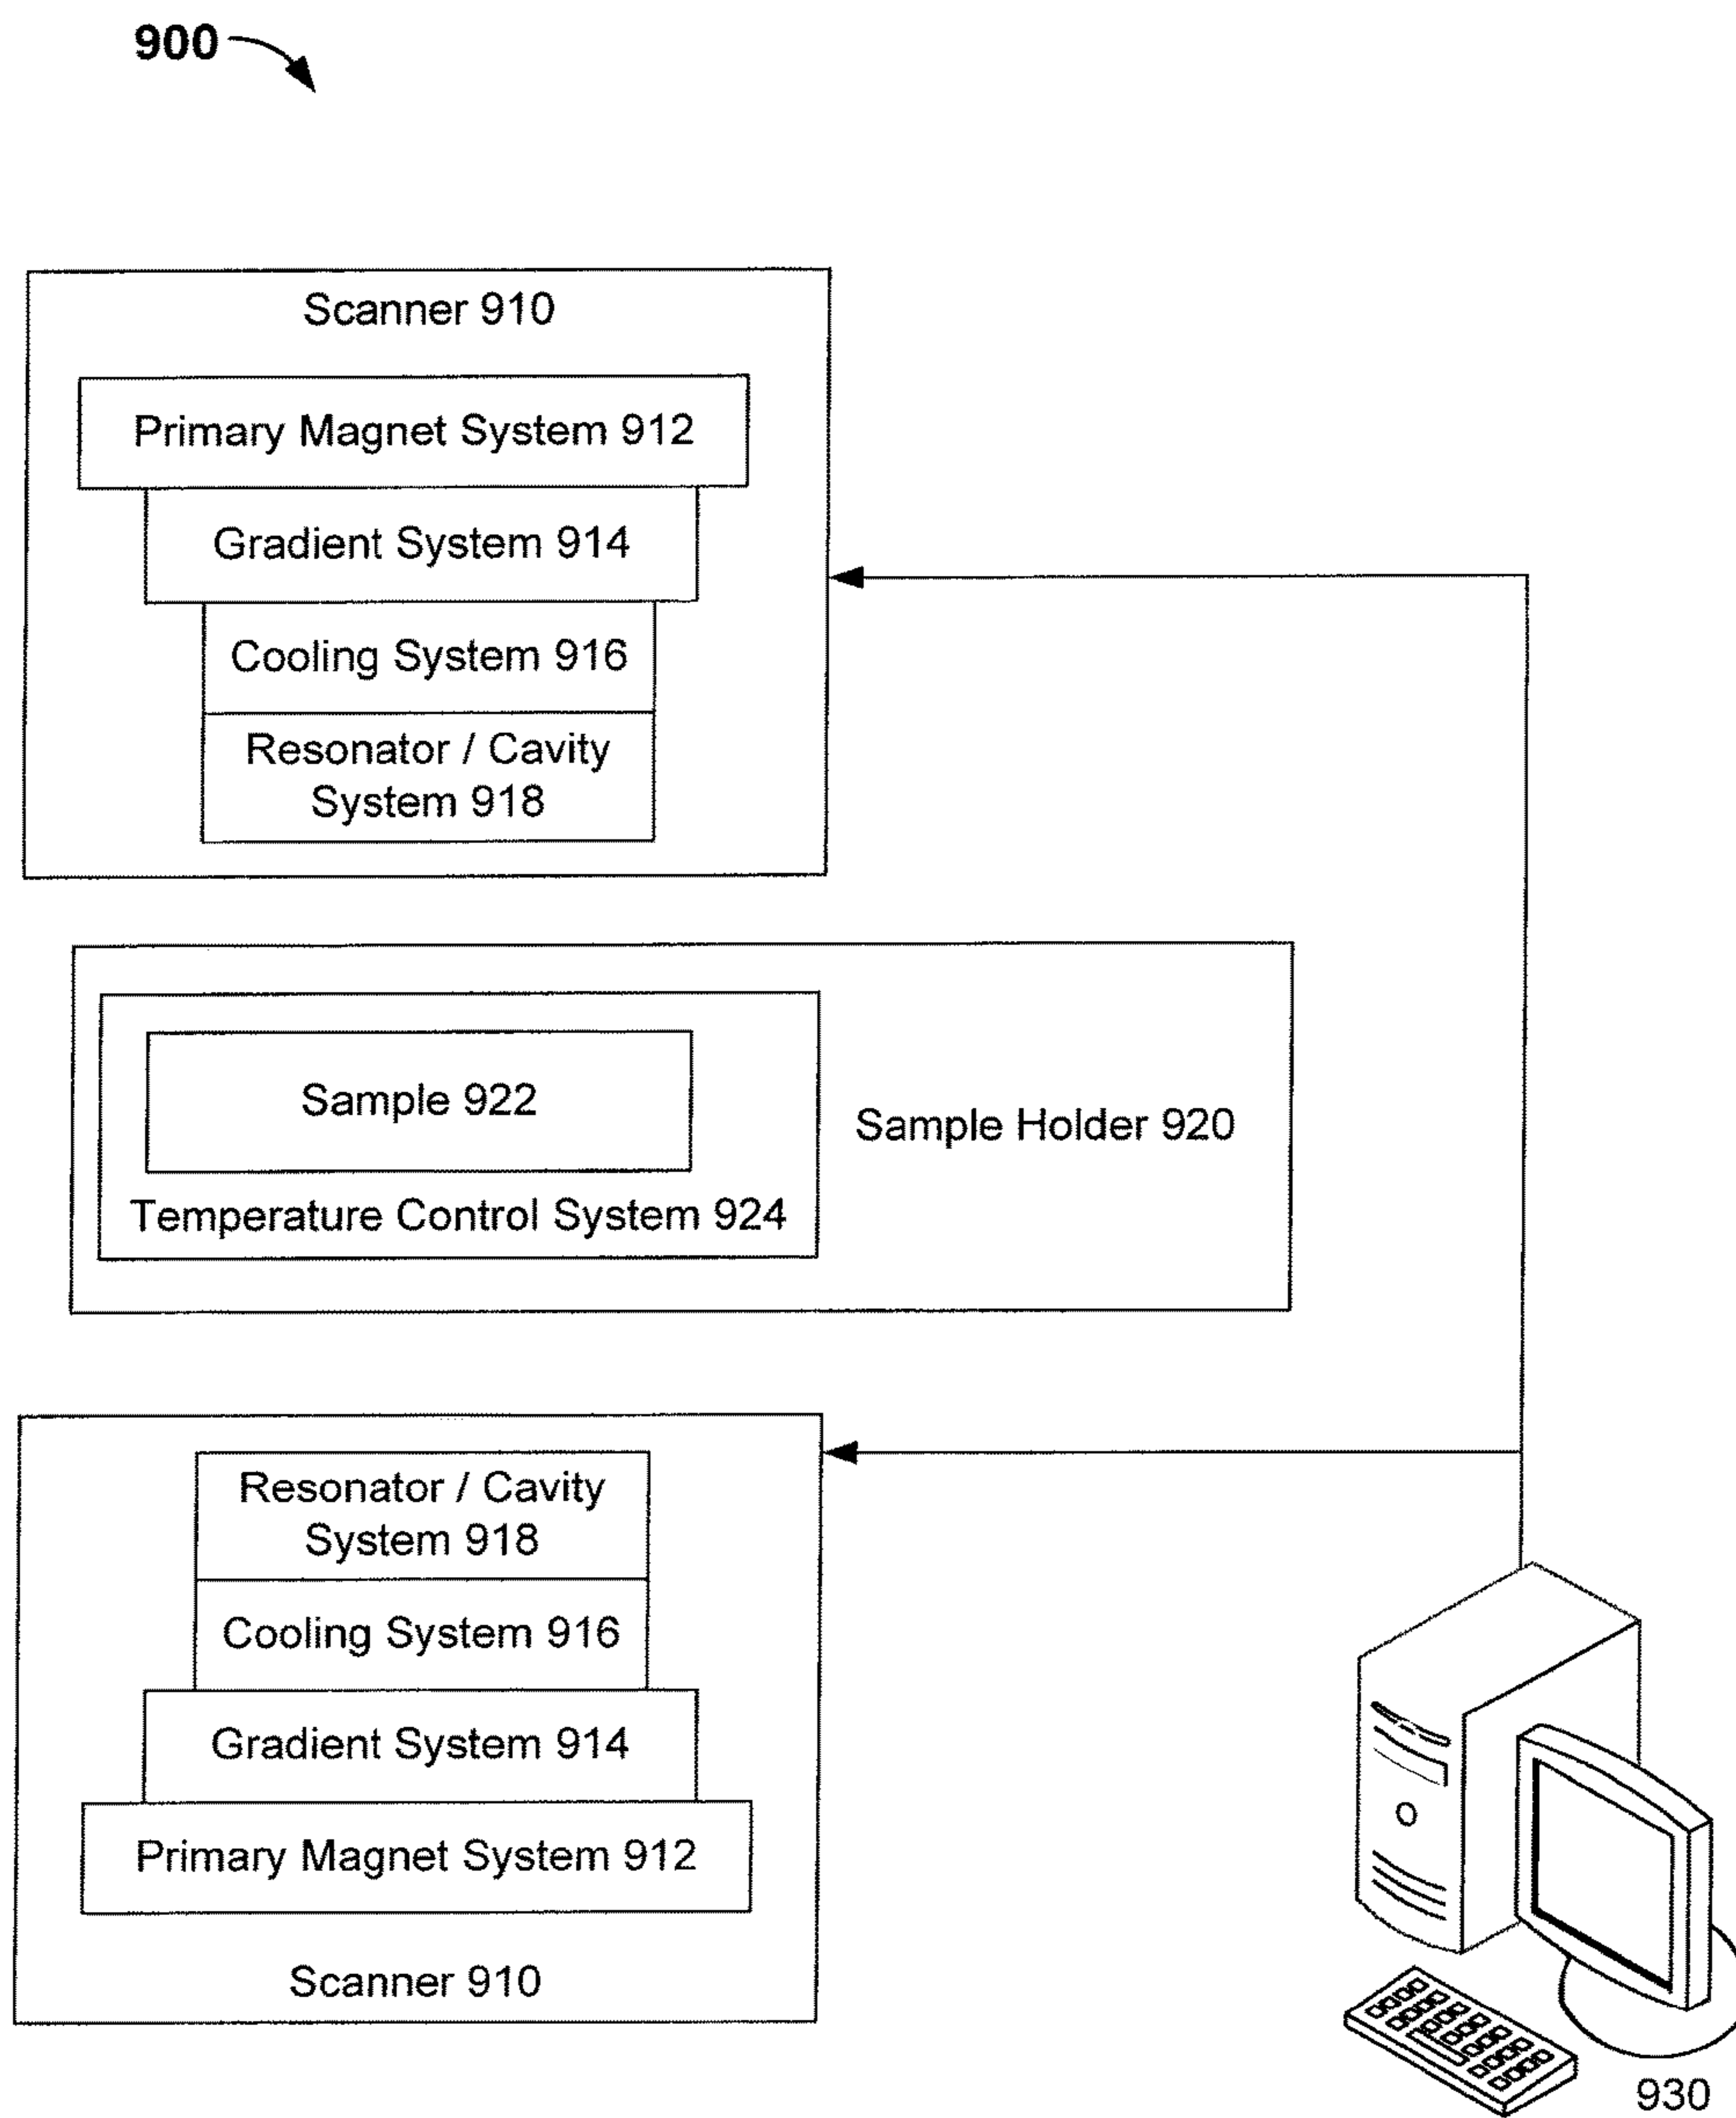 900
Scanner 910
Primary Magnet System 912
Gradient System 914
Cooling System 916
Resonator / Cavity
System 918
Sample 922
Sample Holder 920
Temperature Control System 924
Resonator / Cavity
System 918
Cooling System 916
Gradient System 914
Primary Magnet System 912
Scanner 910
930